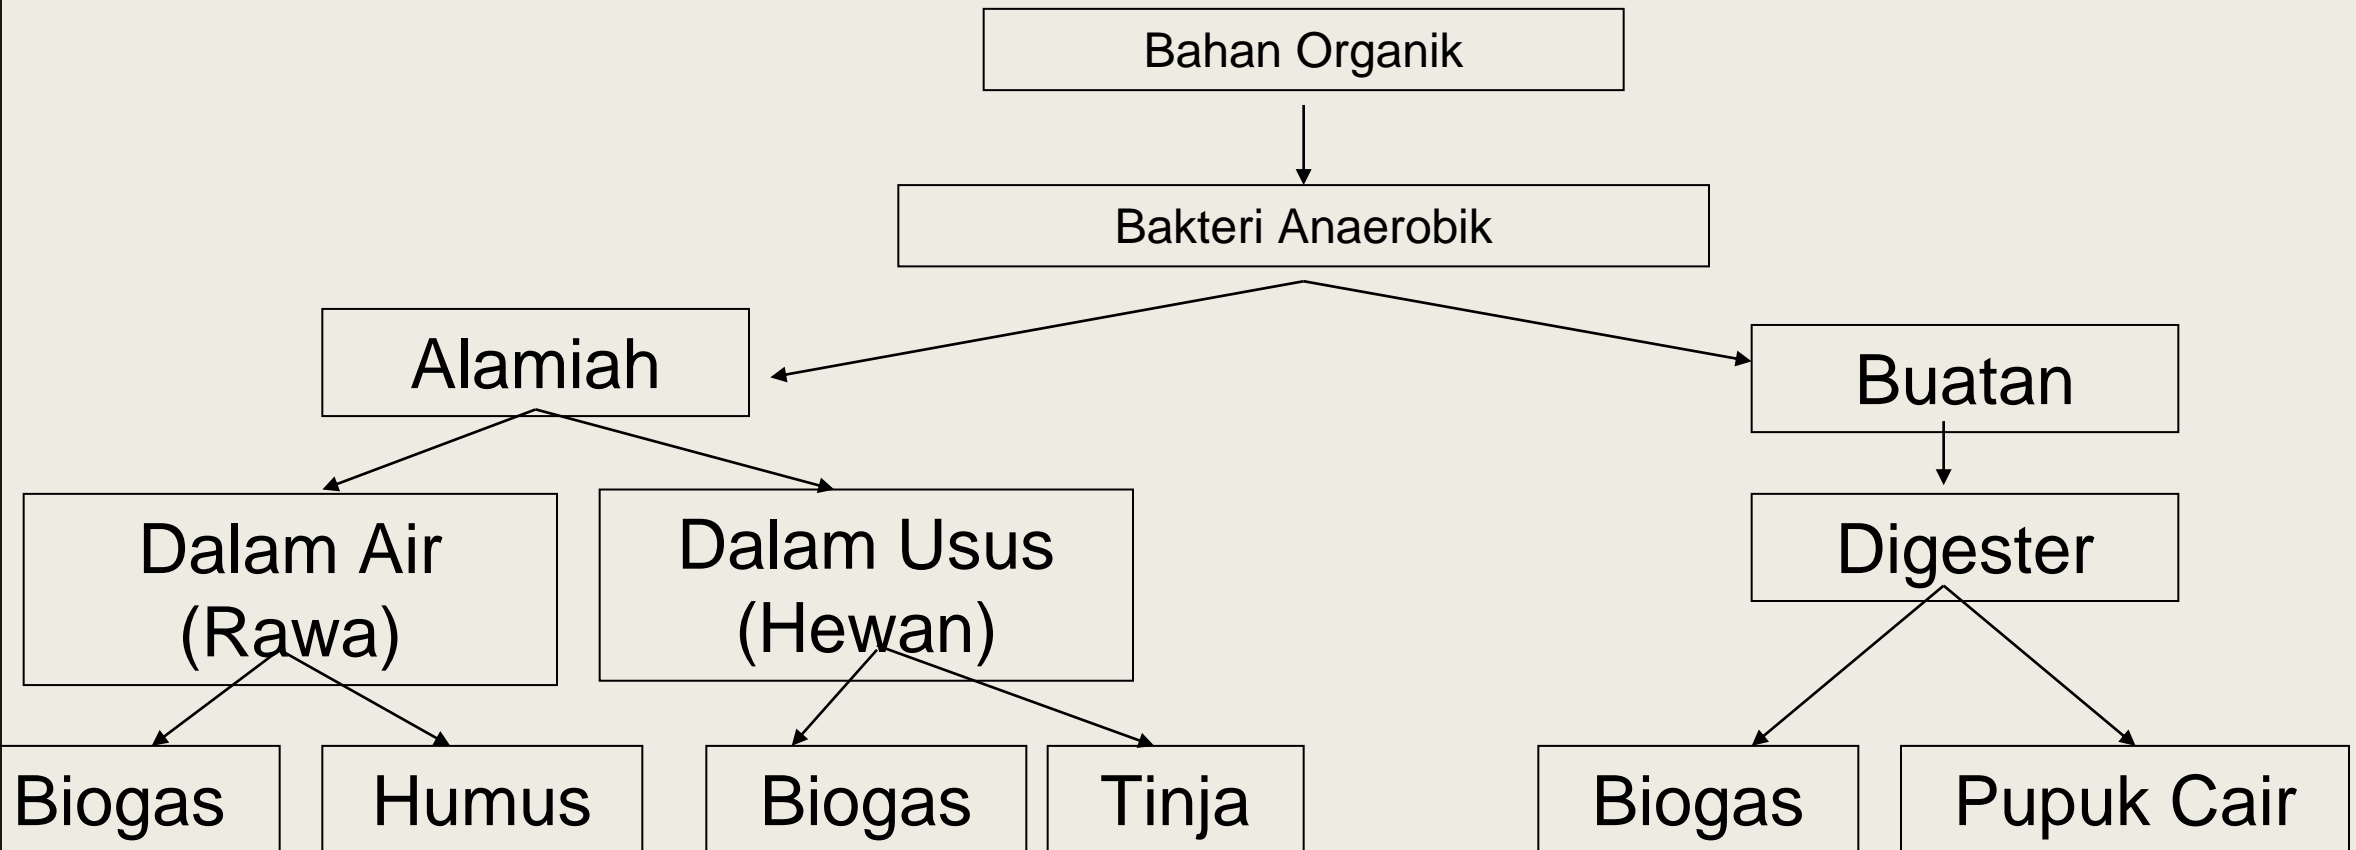 Bahan Organik
Bakteri Anaerobik
Alamiah
Buatan
Dalam Air
(Rawa)
Dalam Usus
(Hewan)
Digester
Biogas
Humus
Biogas
Tinja
Biogas
Pupuk Cair